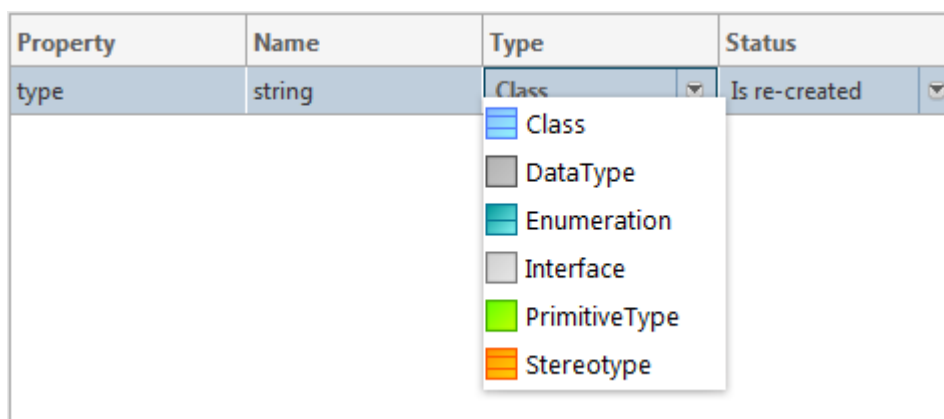 Property Name Type Status
type string Class Is re-created
Class
DataType
Enumeration
Interface
PrimitiveType
Stereotype